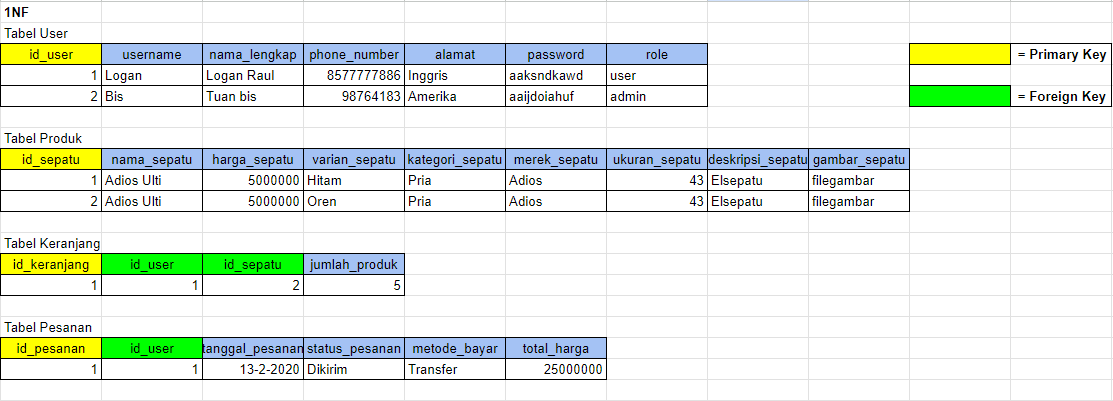 1NF
Tabel User
id_user username nama_lengkap phone_number alamat password role = Primary Key
1 Logan Logan Raul 8577777886 Inggris aaksndkawd user
2 Bis Tuan bis 98764183 Amerika aaijdoiahuf admin = Foreign Key
Tabel Produk
id_sepatu nama_sepatu harga_sepatu varian_sepatu kategori_sepatu merek_sepatu ukuran_sepatu deskripsi_sepatu gambar_sepatu
1 Adios Ulti 5000000 Hitam Pria Adios 43 Elsepatu filegambar
2 Adios Ulti 5000000 Oren Pria Adios 43 Elsepatu filegambar
Tabel Keranjang
id_keranjang id_user id_sepatu jumlah_produk
1 1 2 5
Tabel Pesanan
id_pesanan id_user tanggal_pesanan status_pesanan metode_bayar total_harga
1 1 13-2-2020 Dikirim Transfer 25000000